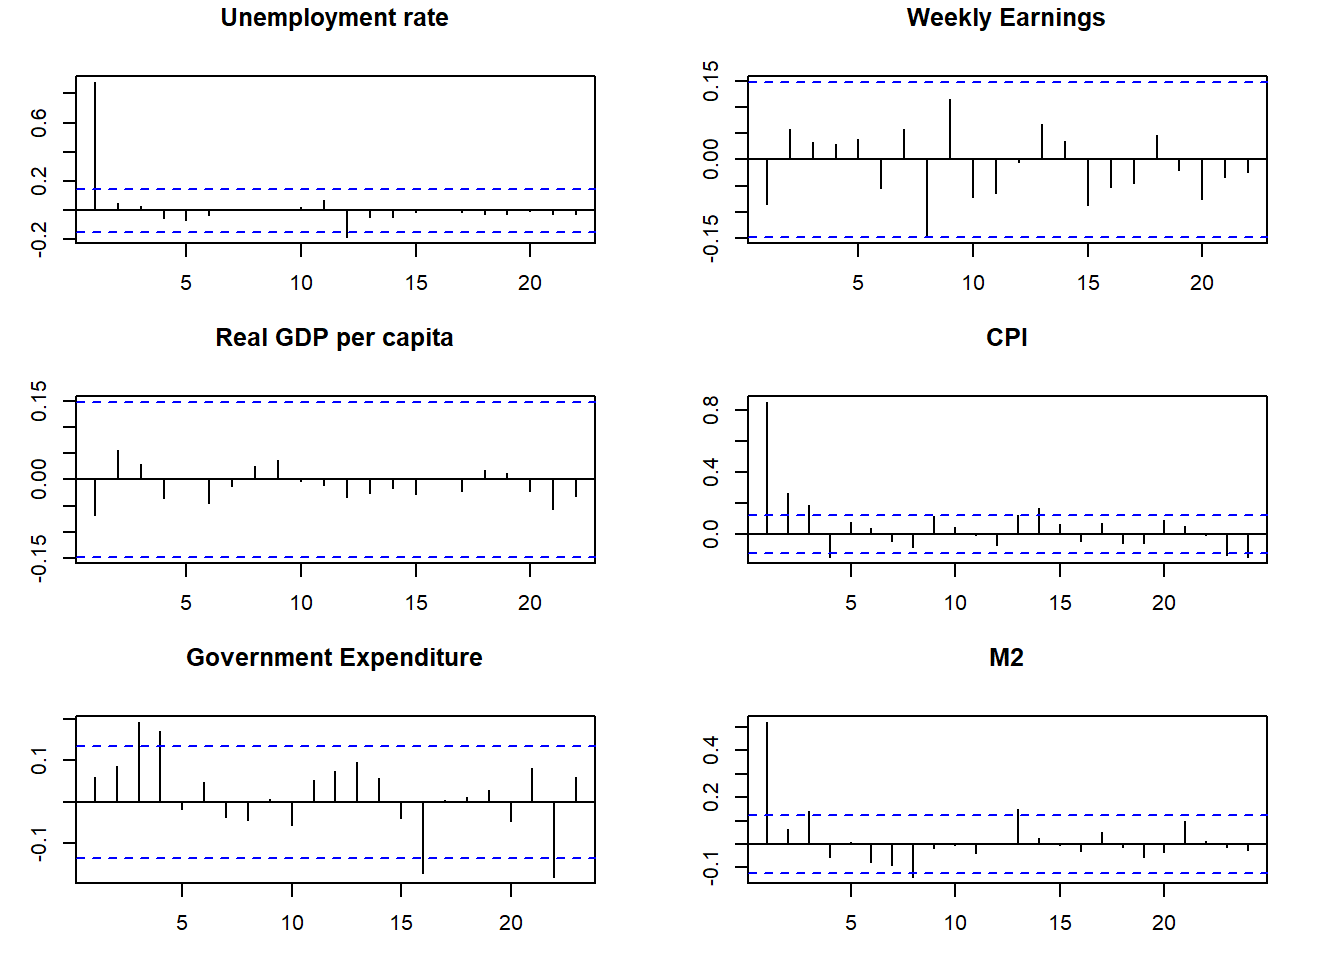 Unemployment rate
-0.2 0.2 0.6
5 10 15 20
Weekly Earnings
-0.15 0.00 0.15
5 10 15 20
Real GDP per capita
-0.15 0.00 0.15
5 10 15 20
CPI
0.0 0.4 0.8
5 10 15 20
Government Expenditure
-0.1 0.1
5 10 15 20
M2
-0.1 0.2 0.4
5 10 15 20